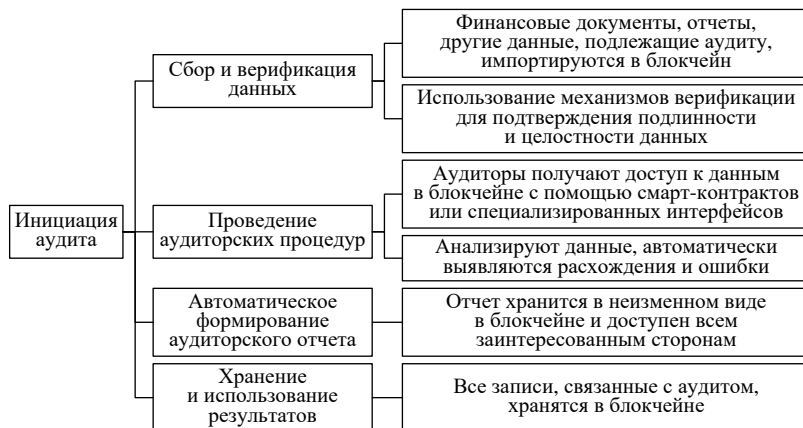 Инициация
аудита
Сбор и верификация
данных
Финансовые документы, отчеты,
другие данные, подлежащие аудиту,
импортируются в блокчейн
Использование механизмов верификации
для подтверждения подлинности
и целостности данных
Проведение
аудиторских процедур
Аудиторы получают доступ к данным
в блокчейне с помощью смарт-контрактов
или специализированных интерфейсов
Анализируют данные, автоматически
выявляются расхождения и ошибки
Автоматическое
формирование
аудиторского отчета
Отчет хранится в неизменном виде
в блокчейне и доступен всем
заинтересованным сторонам
Хранение
и использование
результатов
Все записи, связанные с аудитом,
хранятся в блокчейне